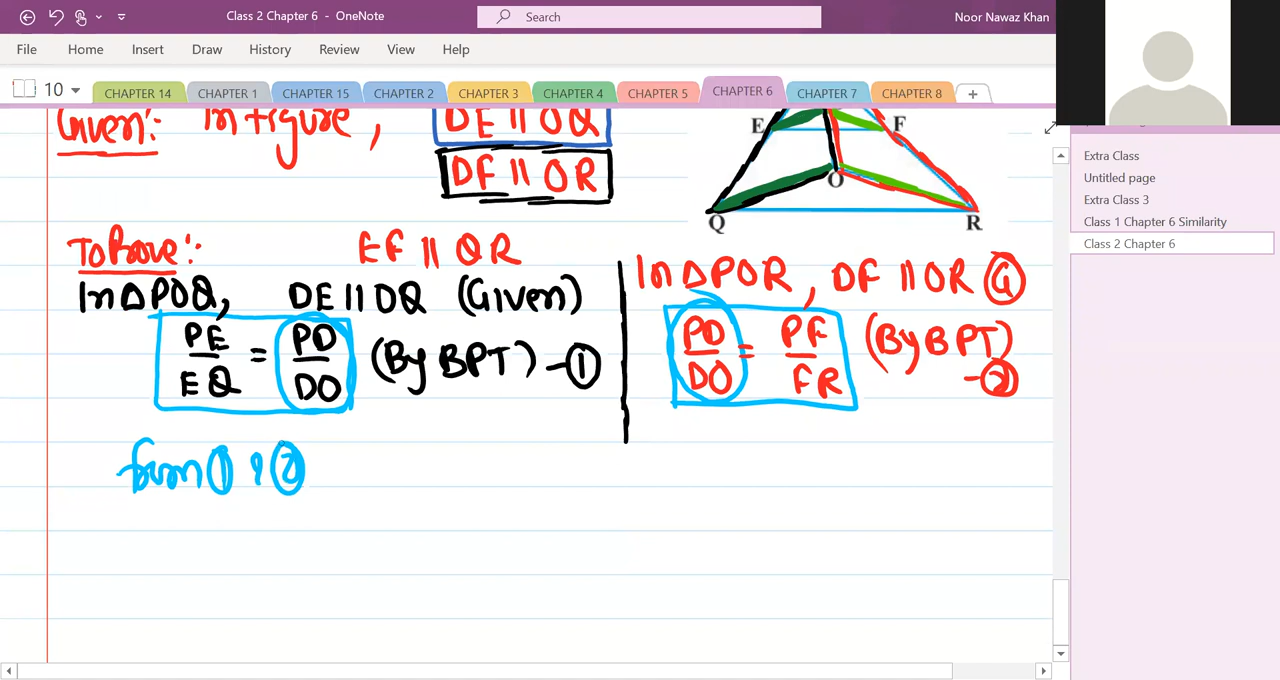 Class 2 Chapter 6 - OneNote
Search
Noor Nawaz Khan
File Home Insert Draw History Review View Help
10 CHAPTER 14 CHAPTER 1 CHAPTER 15 CHAPTER 2 CHAPTER 3 CHAPTER 4 CHAPTER 5 CHAPTER 6 CHAPTER 7 CHAPTER 8 +
Extra Class
Untitled page
Extra Class 3
Class 1 Chapter 6 Similarity
Class 2 Chapter 6
Given: In figure, DE || OQ
DF || OR
E F
O
Q R
To Prove: EF || QR
In Δ POQ, DE || OQ (Given)
PE/EQ = PD/DO (By BPT) - ①
In Δ POR, DF || OR G
PD/DO = PF/FR (By BPT)
- ②
from ① & ②